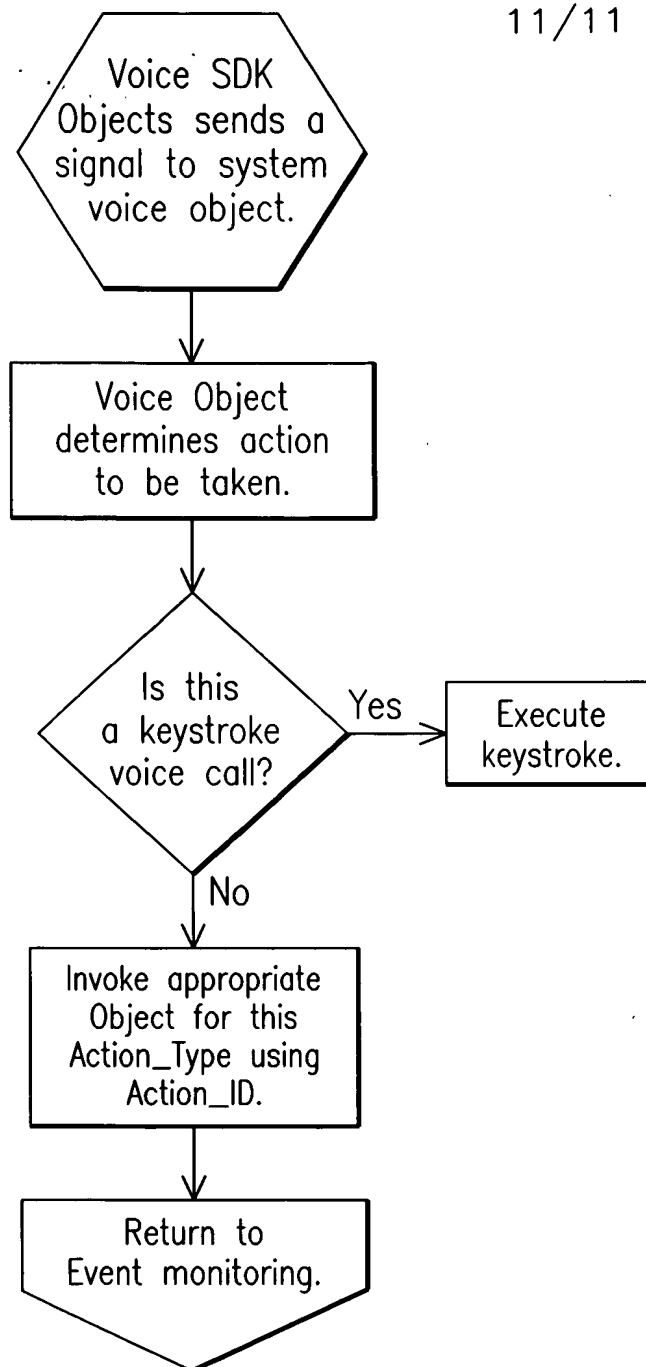 11/11
Voice SDK
Objects sends a
signal to system
voice object.
Voice Object
determines action
to be taken.
Is this
a keystroke
voice call?
Yes
Execute
keystroke.
No
Invoke appropriate
Object for this
Action_Type using
Action_ID.
Return to
Event monitoring.